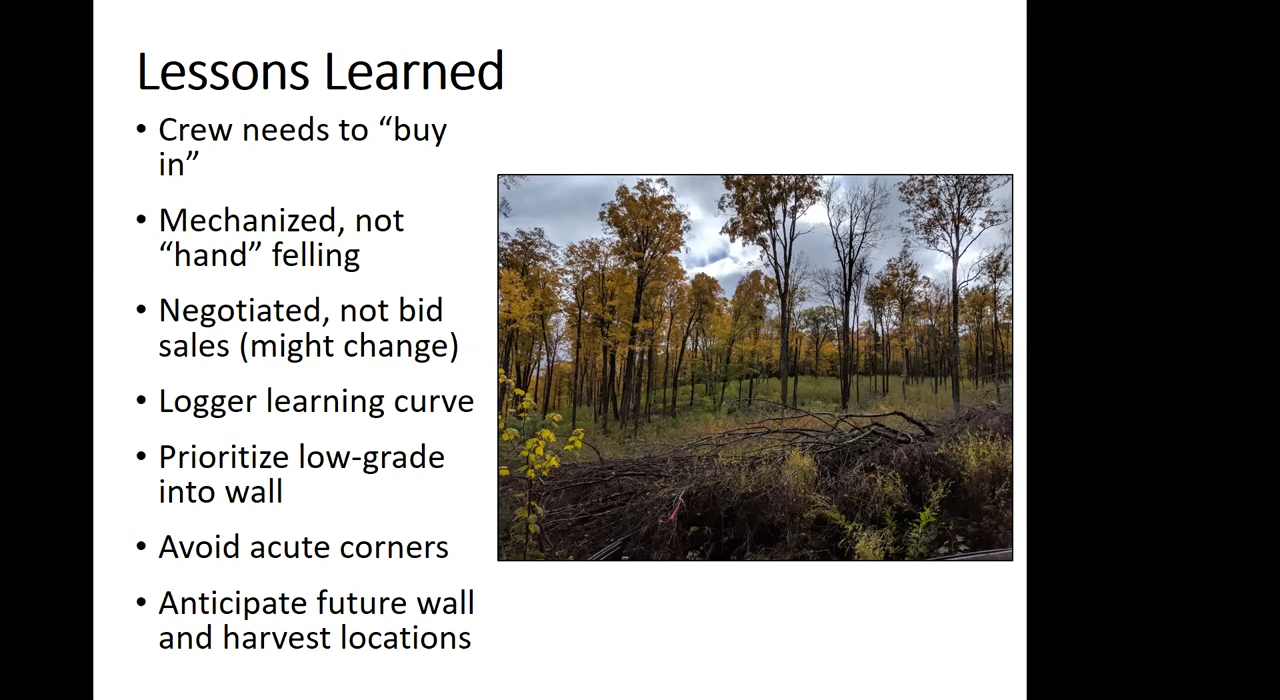 Lessons Learned
• Crew needs to “buy
in”
• Mechanized, not
“hand” felling
• Negotiated, not bid
sales (might change)
• Logger learning curve
• Prioritize low-grade
into wall
• Avoid acute corners
• Anticipate future wall
and harvest locations